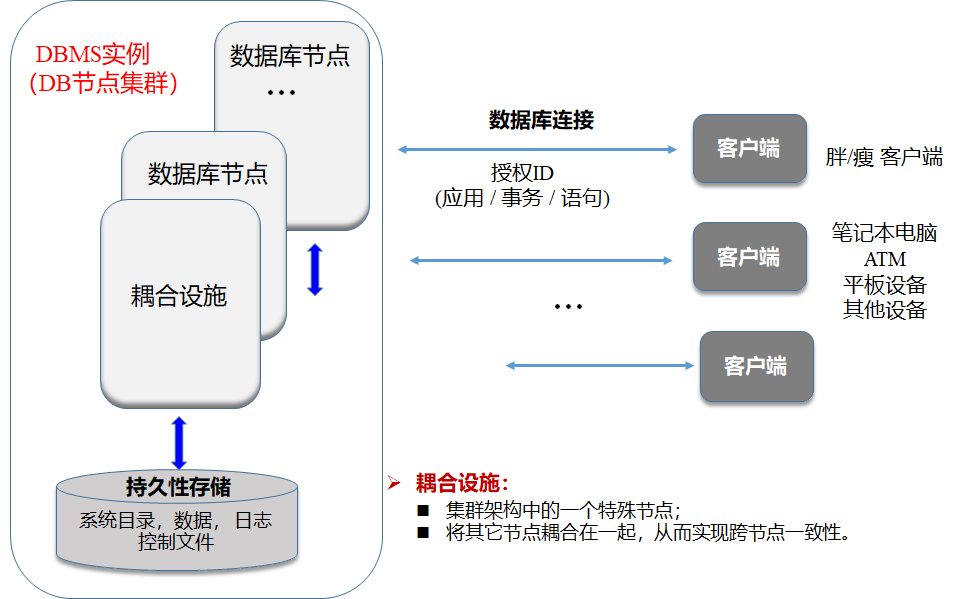 DBMS实例
（DB节点集群）
数据库节点
...
数据库节点
耦合设施
持久性存储
系统目录，数据， 日志
控制文件
数据库连接
授权ID
(应用 / 事务 / 语句)
...
客户端
胖/瘦 客户端
客户端
笔记本电脑
ATM
平板设备
其他设备
客户端
➢ 耦合设施：
■ 集群架构中的一个特殊节点；
■ 将其它节点耦合在一起，从而实现跨节点一致性。